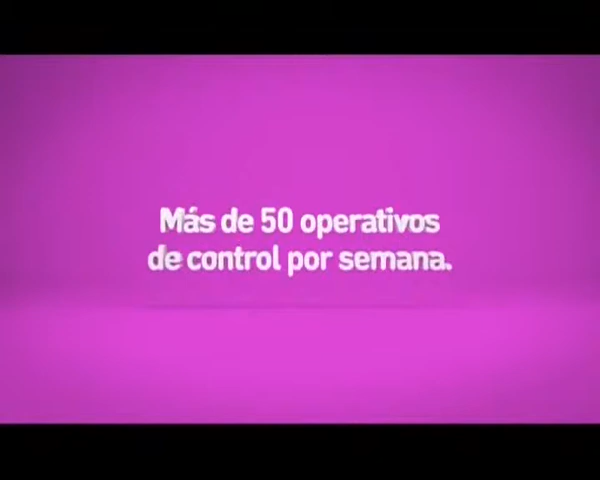 Más de 50 operativos
de control por semana.